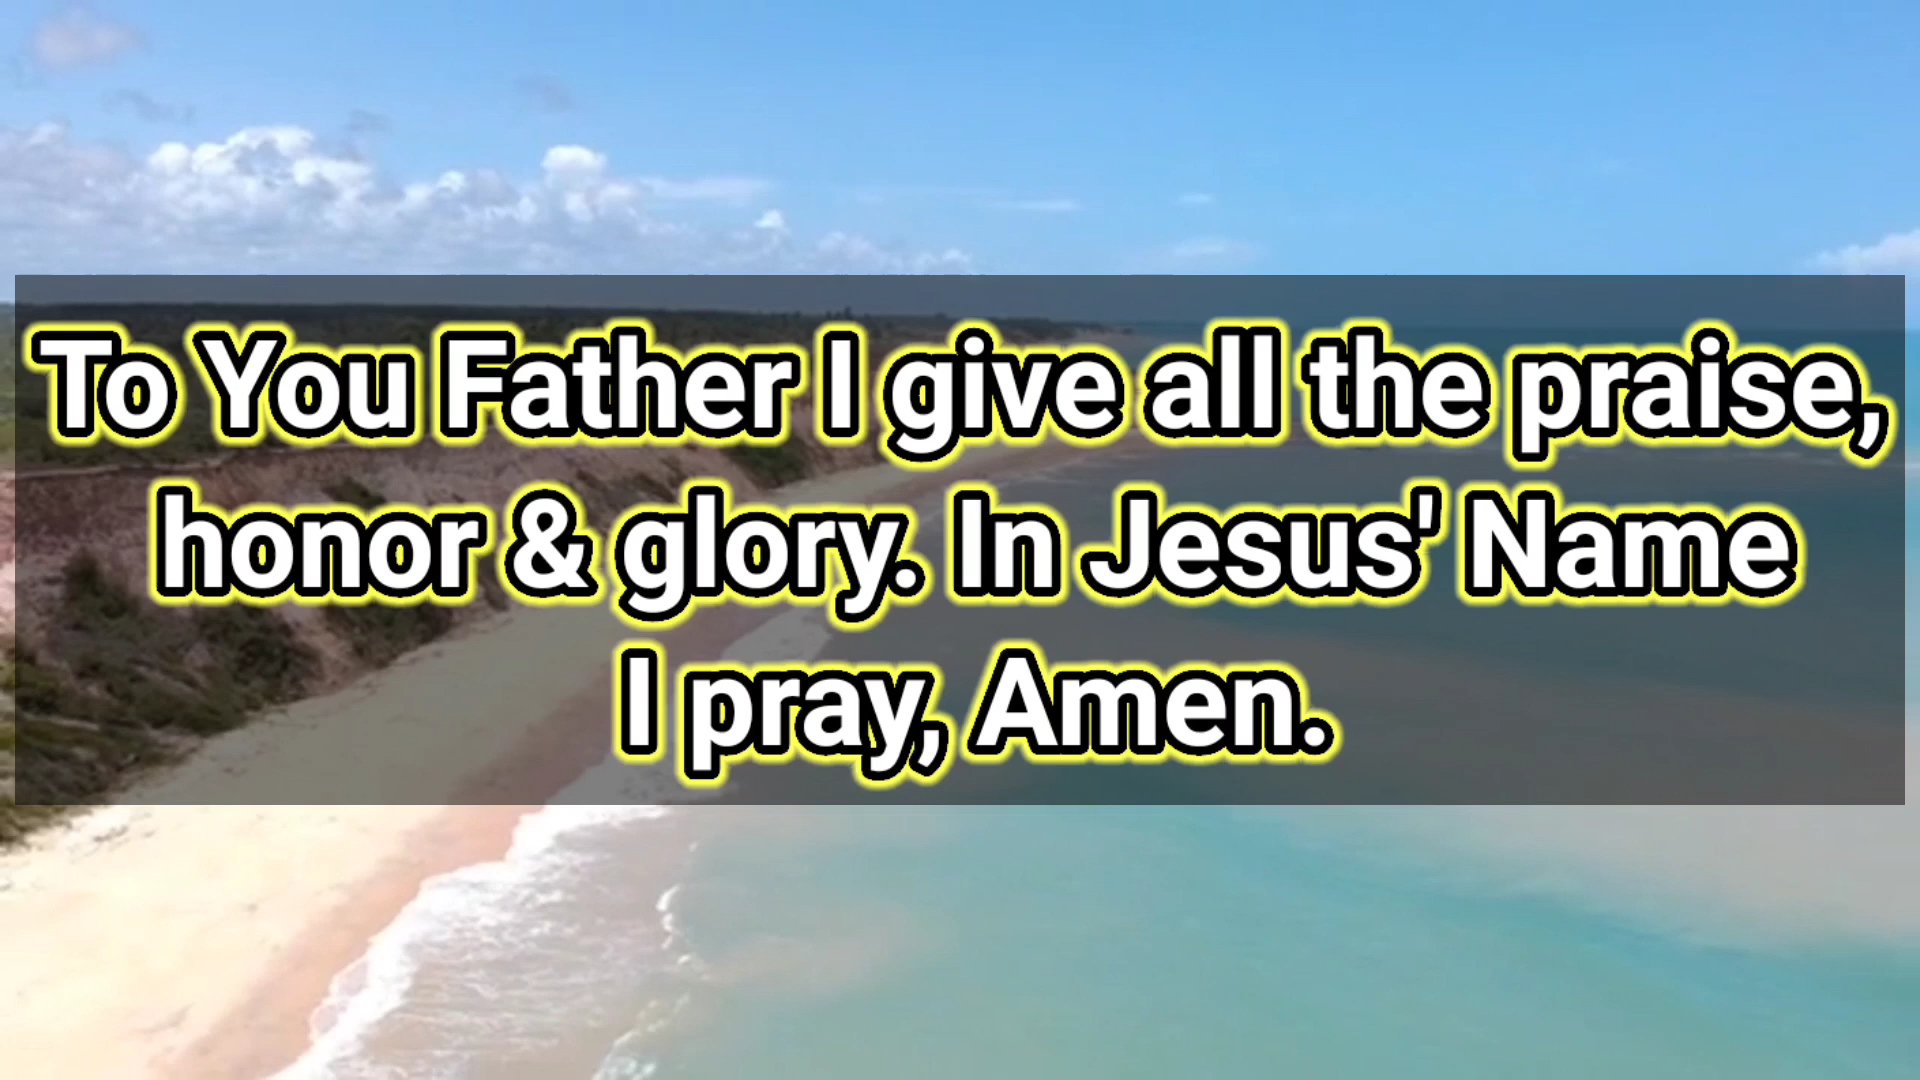 To You Father I give all the praise,
honor & glory. In Jesus' Name
I pray, Amen.